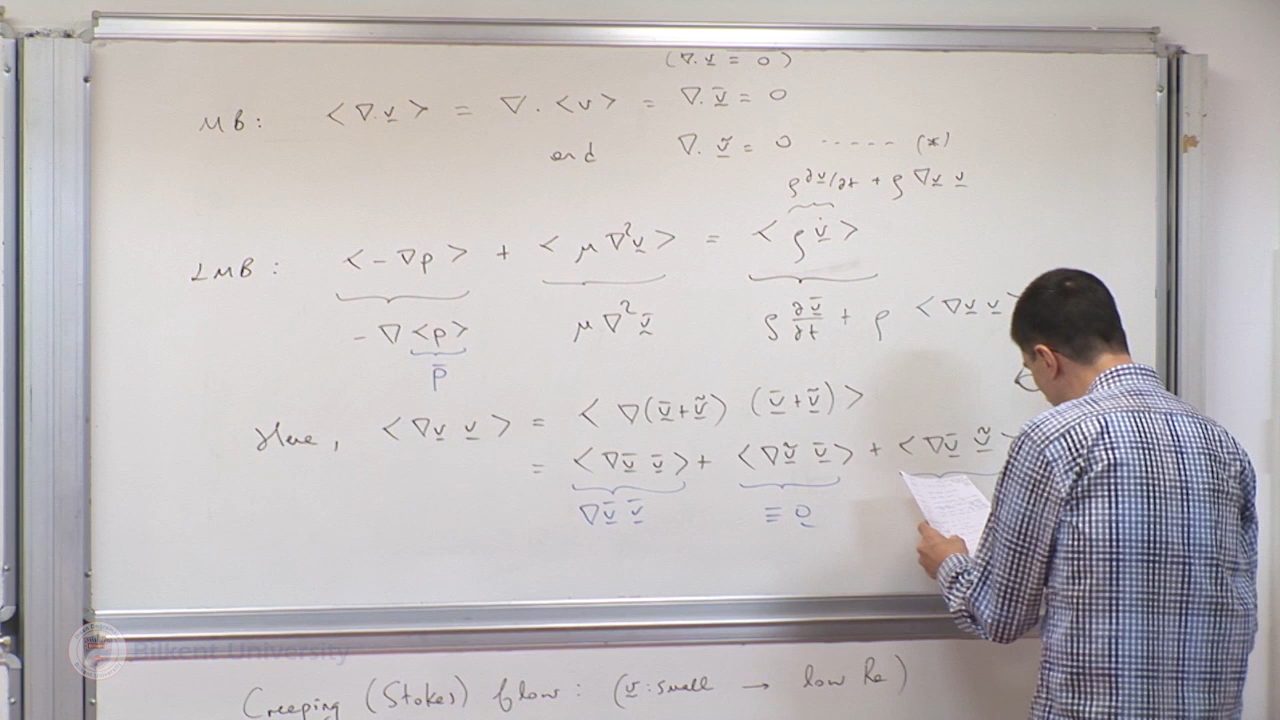 (∇·v̲ = 0)
MB: <∇·v̲> = ∇·<v> = ∇·v̲̄ = 0
and ∇·ṽ̲ = 0 ----- (*)
ρ∂v̲/∂t + ρ∇v̲ v̲
LMB: <-∇p> + <μ∇²v̲> = <ρv̲̇>
-∇<p> μ∇²v̲̄ ρ ∂v̲̄/∂t + ρ <∇v̲ v̲>
p̄
Here, <∇v̲ v̲> = <∇(v̲̄+ṽ̲) (v̲̄+ṽ̲)>
= <∇v̲̄ v̲̄> + <∇ṽ̲ v̲̄> + <∇v̲̄ ṽ̲>
∇v̲̄ v̲̄ ≡ 0̲
Bilkent University
Creeping (Stokes) flow: (v̲: small → low Re)